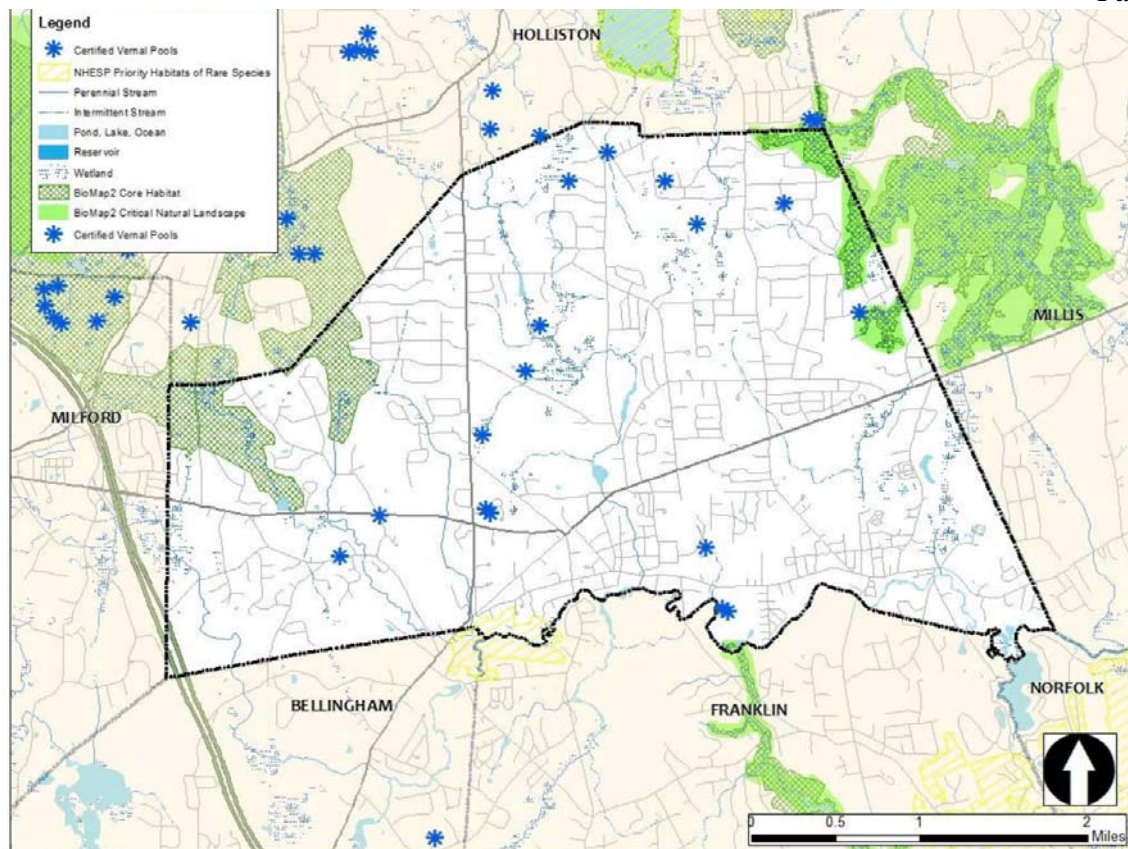 Legend
Certified Vernal Pools
NHESP Priority Habitats of Rare Species
Perennial Stream
Intermittent Stream
Pond, Lake, Ocean
Reservoir
Wetland
BioMap2 Core Habitat
BioMap2 Critical Natural Landscape
Certified Vernal Pools
HOLLISTON
MILLIS
MILFORD
BELLINGHAM
FRANKLIN
NORFOLK
0 0.5 1 2
Miles